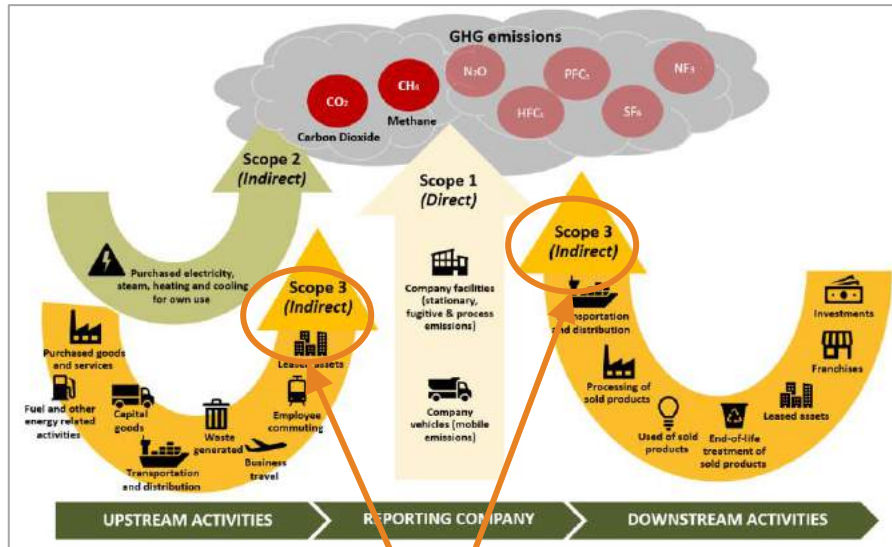 GHG emissions
CO₂
Carbon Dioxide
CH₄
Methane
N₂O
HFCₛ
PFCₛ
SF₆
NF₃
Scope 2
(Indirect)
Purchased electricity,
steam, heating and cooling
for own use
Scope 3
(Indirect)
Leased assets
Purchased goods
and services
Fuel and other
energy related
activities
Capital
goods
Transportation
and distribution
Waste
generated
Business
travel
Employee
commuting
Scope 1
(Direct)
Company facilities
(stationary,
fugitive & process
emissions)
Company
vehicles (mobile
emissions)
Scope 3
(Indirect)
and distribution
Processing of
sold products
Used of sold
products
End-of-life
treatment of
sold products
Leased assets
Franchises
Investments
UPSTREAM ACTIVITIES
REPORTING COMPANY
DOWNSTREAM ACTIVITIES